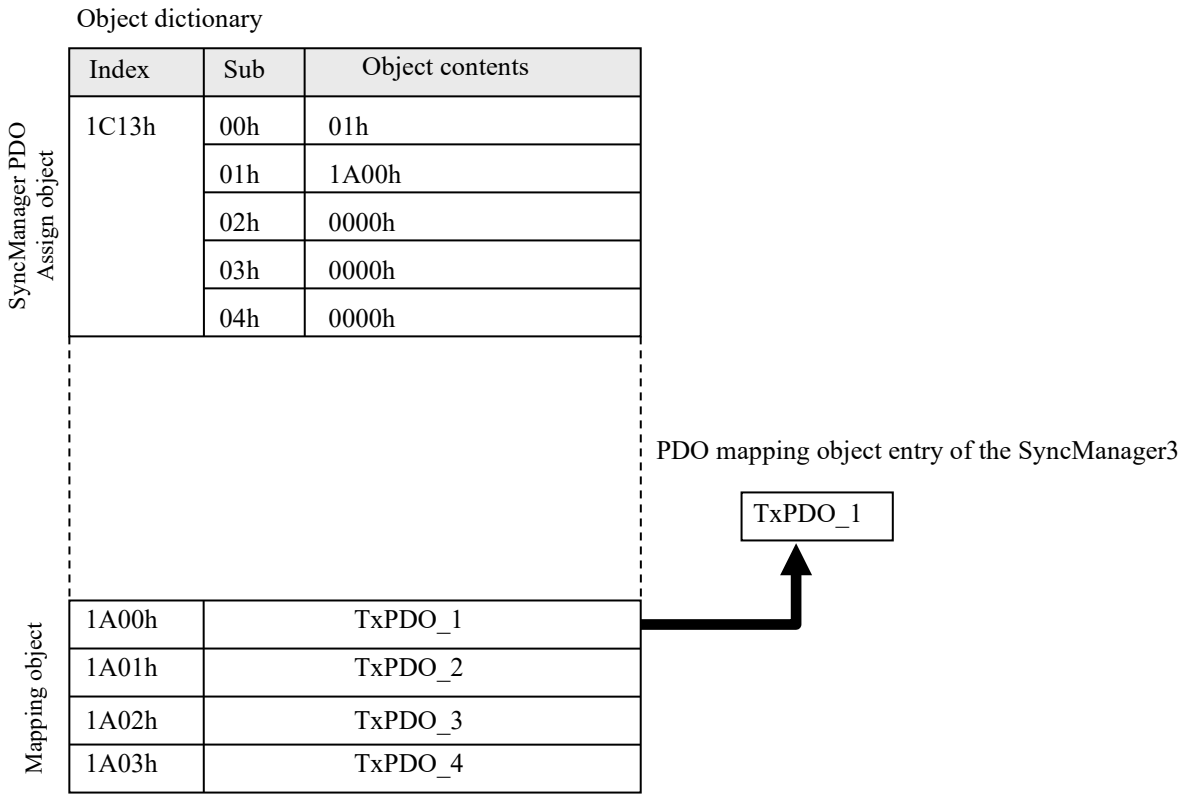 Object dictionary
Index Sub Object contents
SyncManager PDO
Assign object
1C13h 00h 01h
01h 1A00h
02h 0000h
03h 0000h
04h 0000h
PDO mapping object entry of the SyncManager3
TxPDO_1
Mapping object
1A00h TxPDO_1
1A01h TxPDO_2
1A02h TxPDO_3
1A03h TxPDO_4